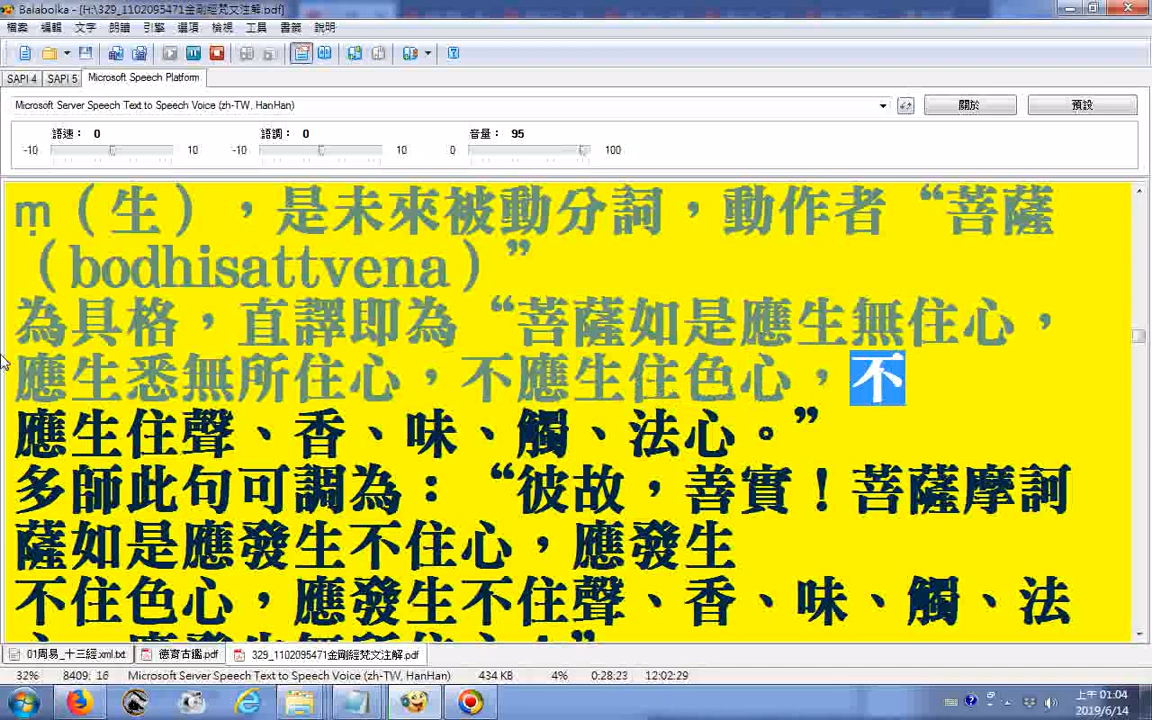 Balabolka - [H:\329_1102095471金剛經梵文注解.pdf]
檔案 編輯 文字 朗讀 引擎 選項 檢視 工具 書籤 說明
SAPI 4 SAPI 5 Microsoft Speech Platform
Microsoft Server Speech Text to Speech Voice (zh-TW, HanHan)
關於 預設
語速： 0 語調： 0 音量： 95
-10 10 -10 10 0 100
ṃ（生），是未來被動分詞，動作者“菩薩
（bodhisattvena）”
為具格，直譯即為“菩薩如是應生無住心，
應生悉無所住心，不應生住色心，不
應生住聲、香、味、觸、法心。”
多師此句可調為：“彼故，善實！菩薩摩訶
薩如是應發生不住心，應發生
不住色心，應發生不住聲、香、味、觸、法
心，應發生無所住心！”
01周易_十三經.xml.txt 德育古鑑.pdf 329_1102095471金剛經梵文注解.pdf
32% 8409, 16 Microsoft Server Speech Text to Speech Voice (zh-TW, HanHan) 434 KB 4% 0:28:23 12:02:29
上午 01:04
2019/6/14